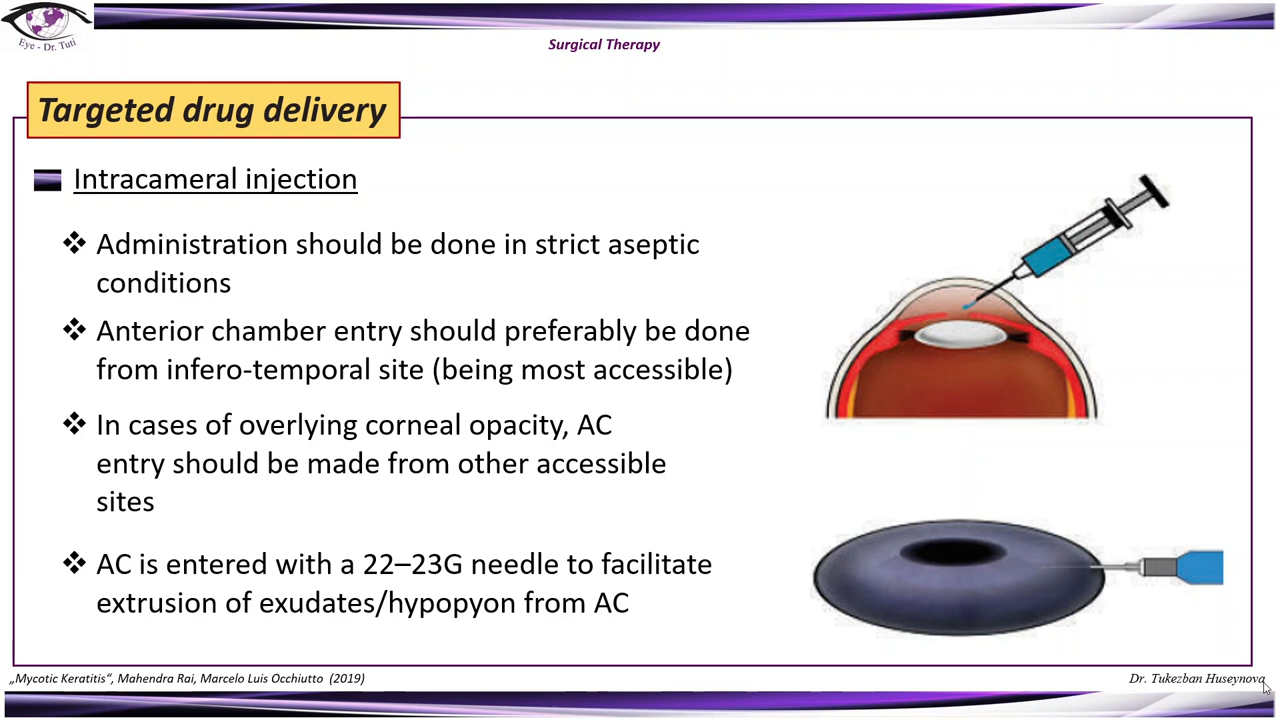 Eye - Dr. Tuti
Surgical Therapy
Targeted drug delivery
Intracameral injection
Administration should be done in strict aseptic
conditions
Anterior chamber entry should preferably be done
from infero-temporal site (being most accessible)
In cases of overlying corneal opacity, AC
entry should be made from other accessible
sites
AC is entered with a 22–23G needle to facilitate
extrusion of exudates/hypopyon from AC
„Mycotic Keratitis“, Mahendra Rai, Marcelo Luis Occhiutto (2019)
Dr. Tukezban Huseynova